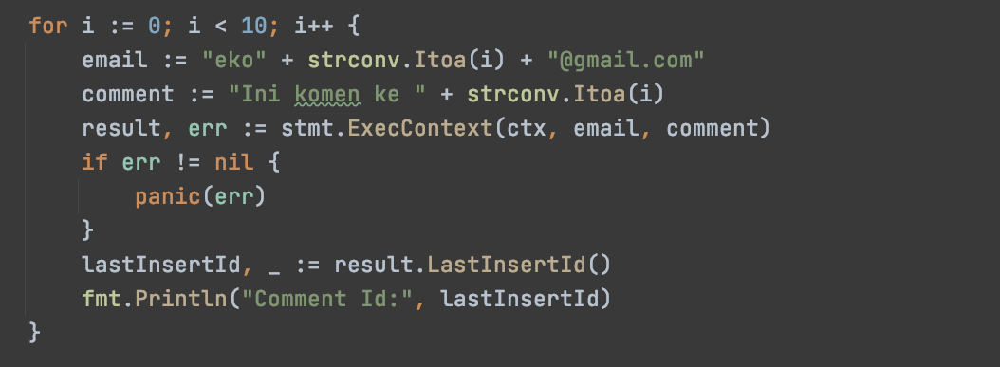 for i := 0; i < 10; i++ {
    email := "eko" + strconv.Itoa(i) + "@gmail.com"
    comment := "Ini komen ke " + strconv.Itoa(i)
    result, err := stmt.ExecContext(ctx, email, comment)
    if err != nil {
        panic(err)
    }
    lastInsertId, _ := result.LastInsertId()
    fmt.Println("Comment Id:", lastInsertId)
}